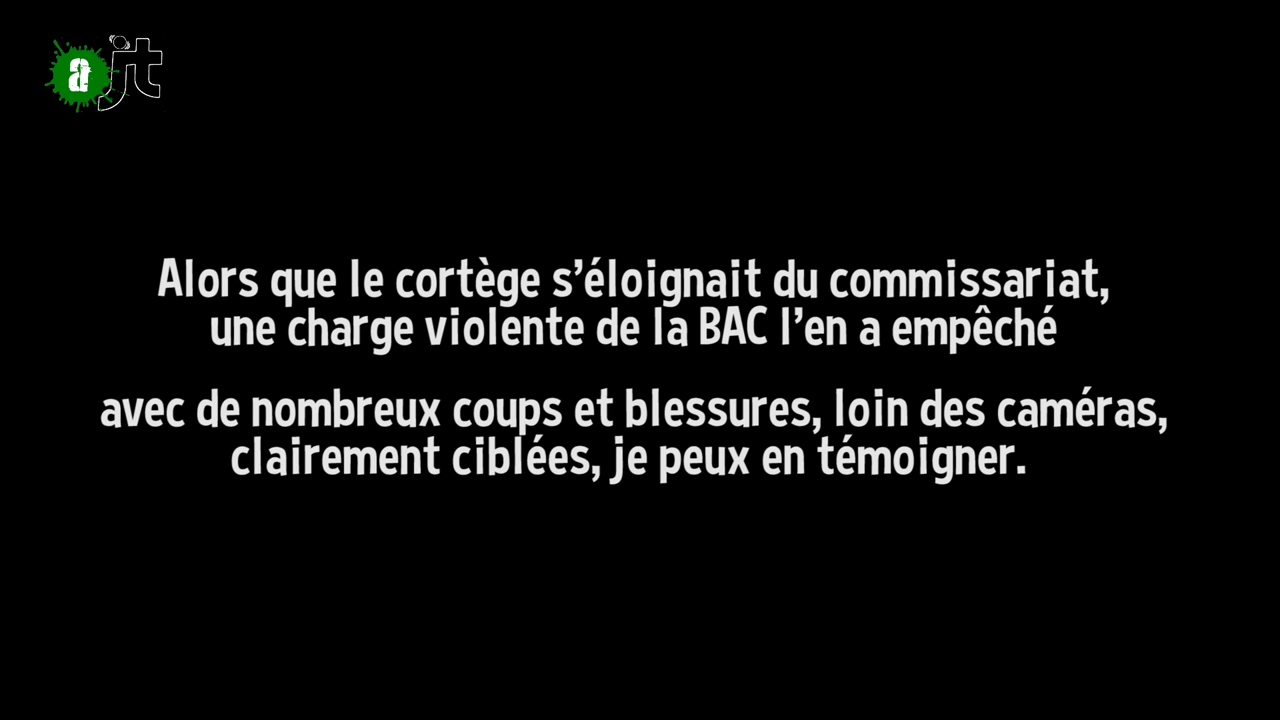 a jt
Alors que le cortège s’éloignait du commissariat,
une charge violente de la BAC l’en a empêché
avec de nombreux coups et blessures, loin des caméras,
clairement ciblées, je peux en témoigner.